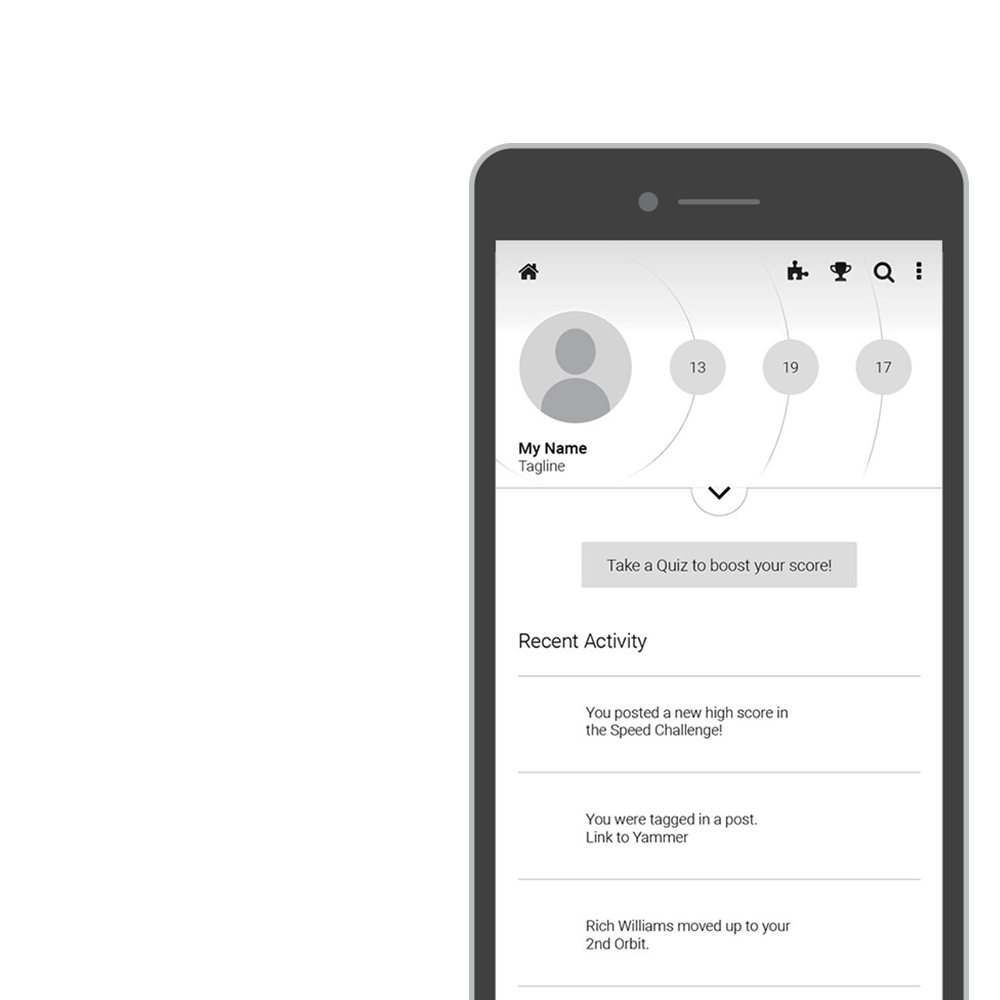 13
19
17
My Name
Tagline
Take a Quiz to boost your score!
Recent Activity
You posted a new high score in
the Speed Challenge!
You were tagged in a post.
Link to Yammer
Rich Williams moved up to your
2nd Orbit.